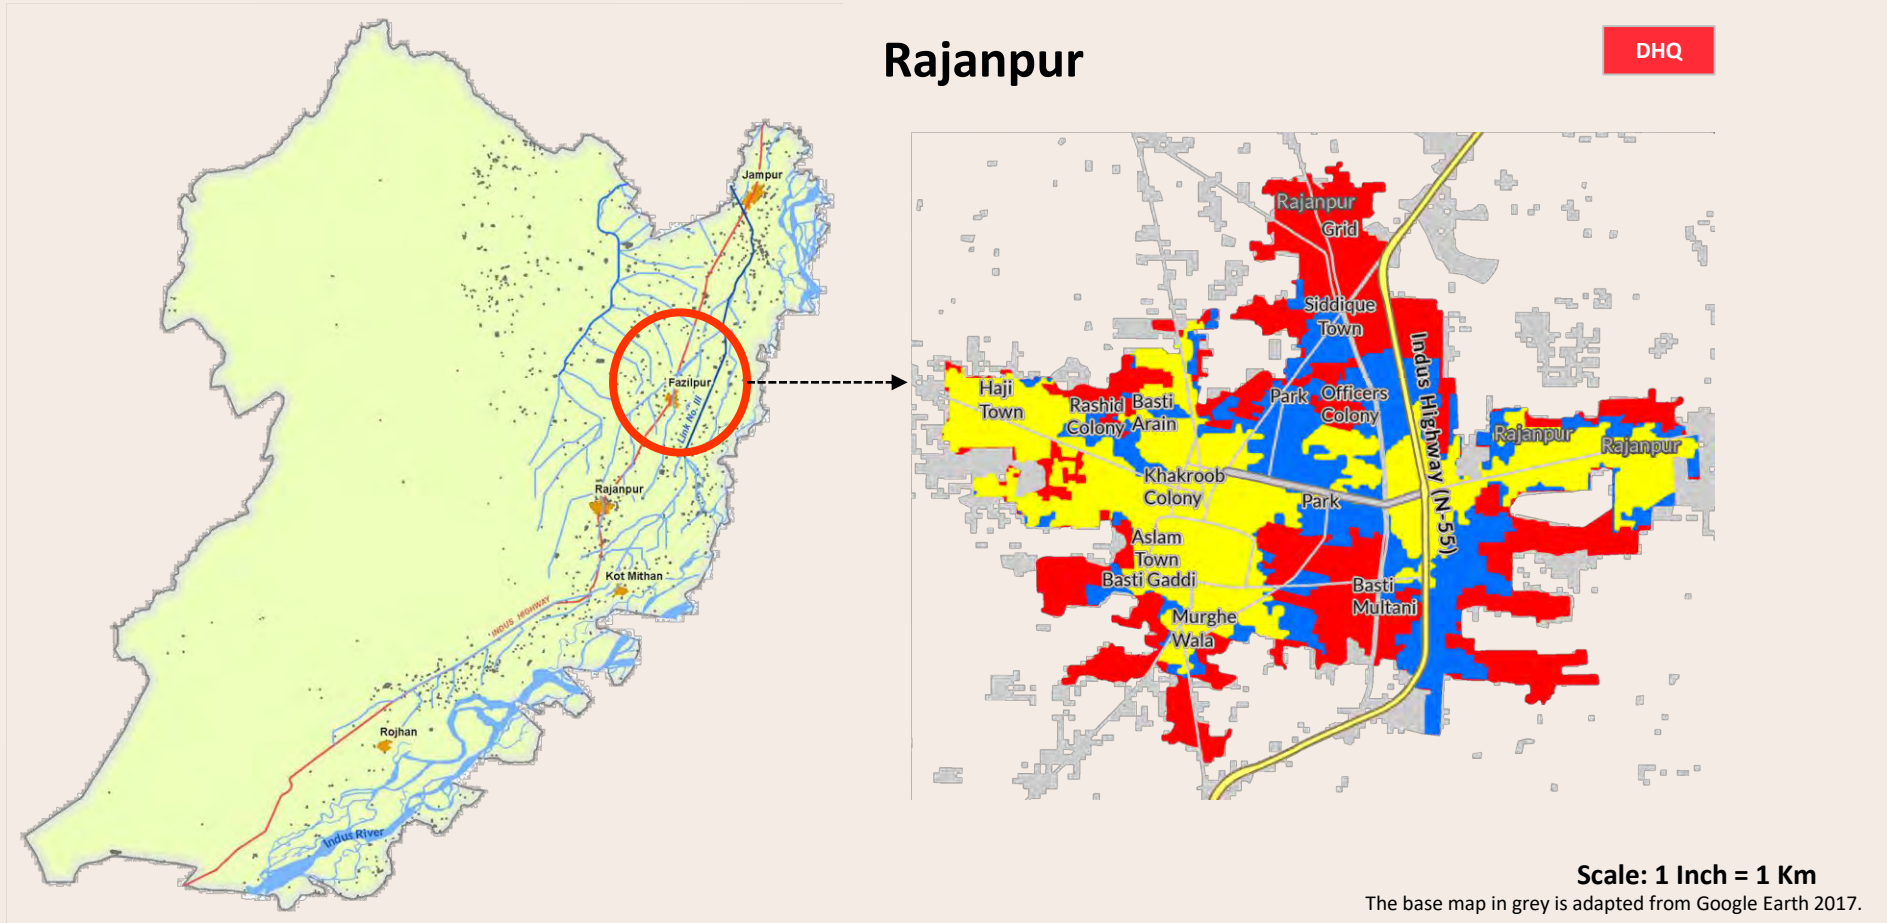 Rajanpur
DHQ
Jampur
Fazilpur
Link No. III
Rajanpur
Kot Mithan
INDUS HIGHWAY
Rojhan
Indus River
Rajanpur
Grid
Siddique
Town
Indus Highway (N-55)
Haji
Town
Rashid
Colony
Basti
Arain
Park
Officers
Colony
Rajanpur
Rajanpur
Khakroob
Colony
Park
Aslam
Town
Basti Gaddi
Basti
Multani
Murghe
Wala
Scale: 1 Inch = 1 Km
The base map in grey is adapted from Google Earth 2017.